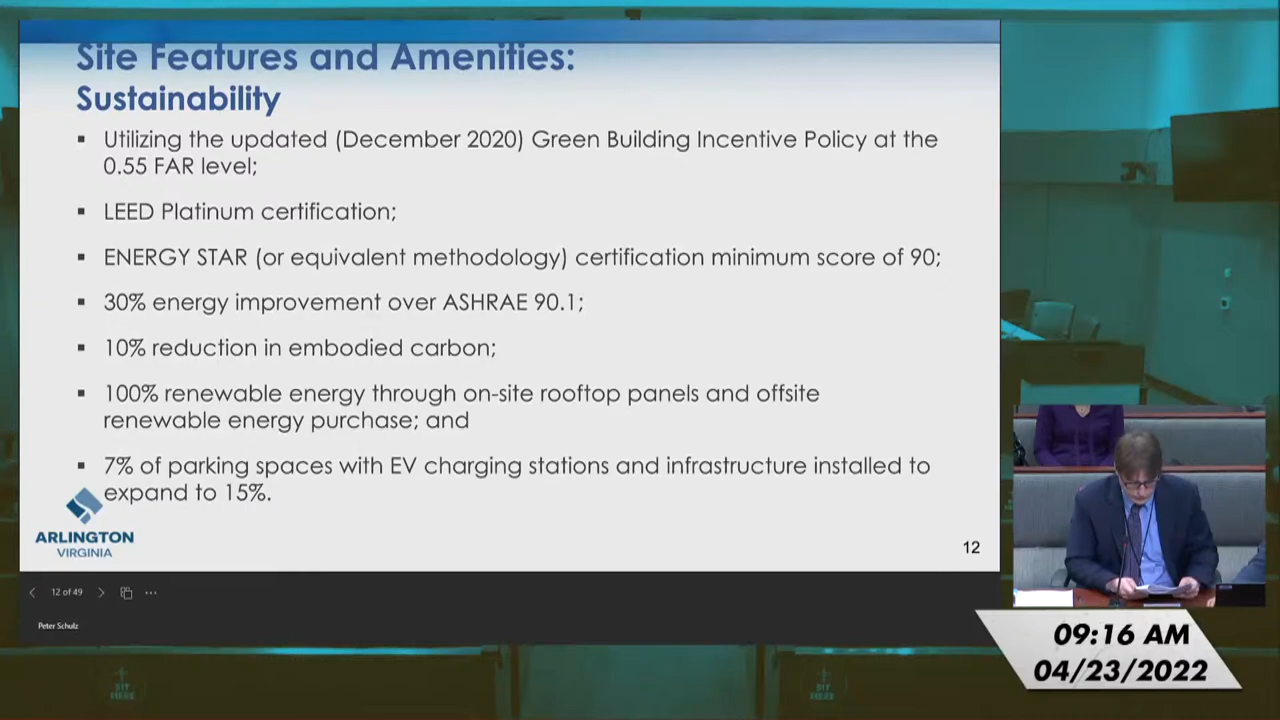 Site Features and Amenities:
Sustainability
▪ Utilizing the updated (December 2020) Green Building Incentive Policy at the
0.55 FAR level;
▪ LEED Platinum certification;
▪ ENERGY STAR (or equivalent methodology) certification minimum score of 90;
▪ 30% energy improvement over ASHRAE 90.1;
▪ 10% reduction in embodied carbon;
▪ 100% renewable energy through on-site rooftop panels and offsite
renewable energy purchase; and
▪ 7% of parking spaces with EV charging stations and infrastructure installed to
expand to 15%.
ARLINGTON
VIRGINIA
12
12 of 49
Peter Schulz
09:16 AM
04/23/2022
SIT
HERE
SIT
HERE